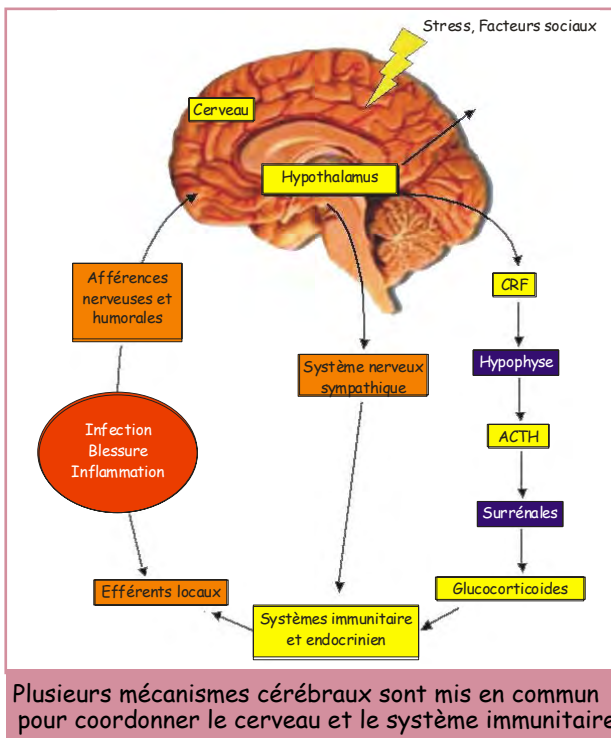 Stress, Facteurs sociaux
Cerveau
Hypothalamus
Afférences
nerveuses et
humorales
CRF
Système nerveux
sympathique
Hypophyse
Infection
Blessure
Inflammation
ACTH
Surrénales
Efférents locaux
Glucocorticoides
Systèmes immunitaire
et endocrinien
Plusieurs mécanismes cérébraux sont mis en commun
pour coordonner le cerveau et le système immunitaire